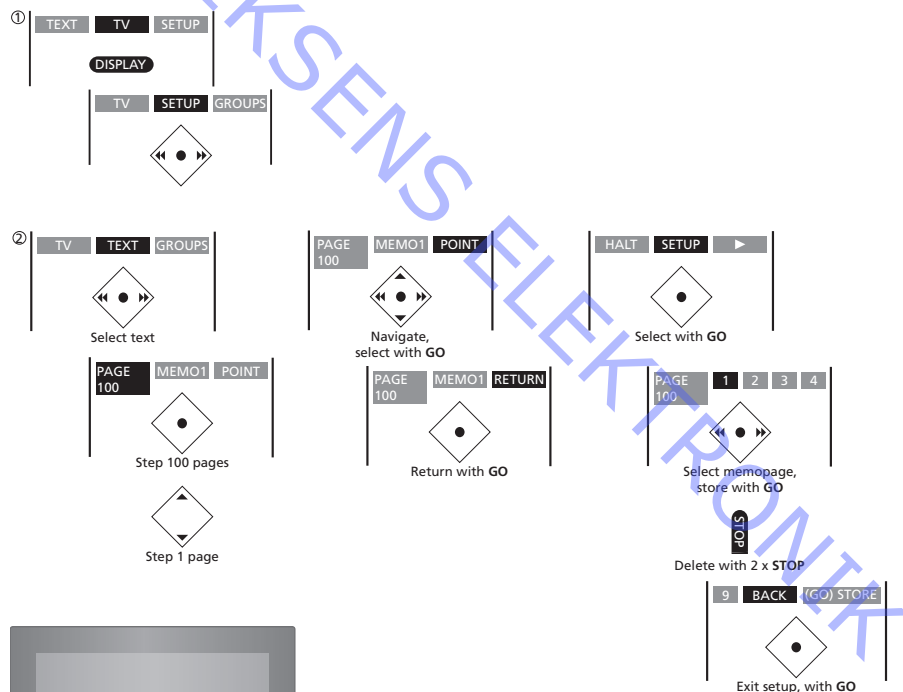 ①
TEXT TV SETUP
DISPLAY
TV SETUP GROUPS
②
TV TEXT GROUPS
Select text
PAGE 100 MEMO1 POINT
Step 100 pages
Step 1 page
PAGE 100 MEMO1 POINT
Navigate,
select with GO
PAGE 100 MEMO1 RETURN
Return with GO
HALT SETUP ▶
Select with GO
PAGE 100 1 2 3 4
Select memopage,
store with GO
STOP
Delete with 2 x STOP
9 BACK (GO) STORE
Exit setup, with GO
KSENS ELEKTRONIK